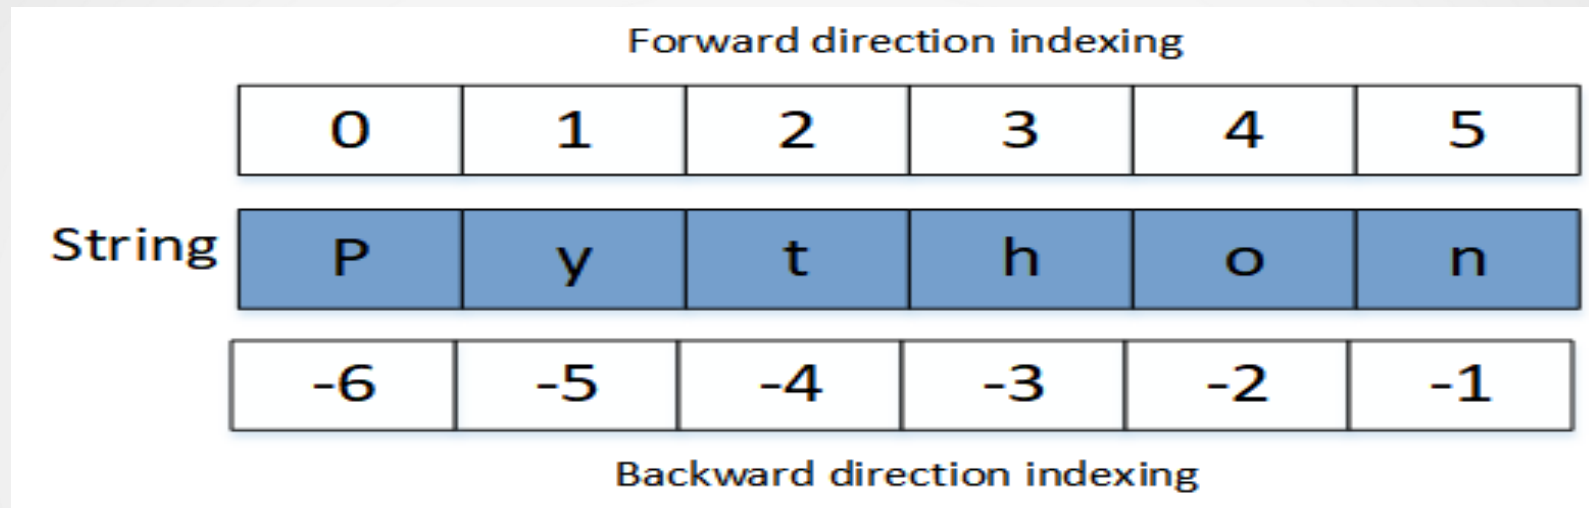 Forward direction indexing
0 1 2 3 4 5
String P y t h o n
-6 -5 -4 -3 -2 -1
Backward direction indexing